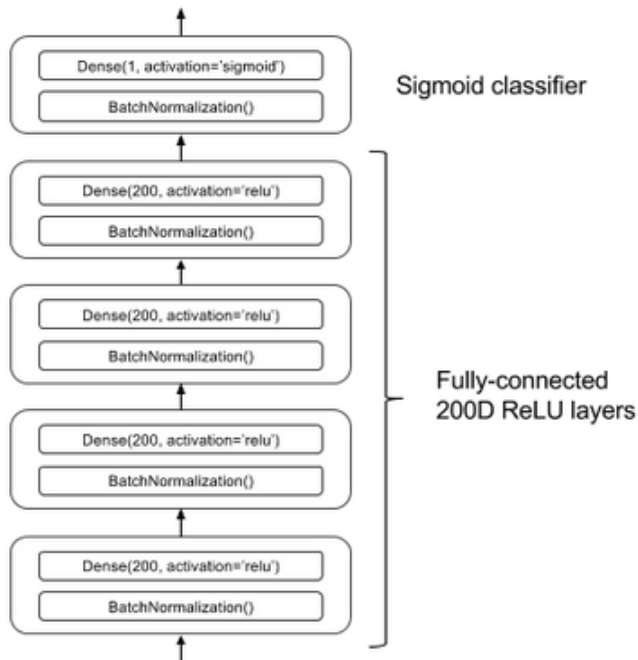 Dense(1, activation='sigmoid')
BatchNormalization()
Sigmoid classifier
Dense(200, activation='relu')
BatchNormalization()
Dense(200, activation='relu')
BatchNormalization()
Fully-connected
200D ReLU layers
Dense(200, activation='relu')
BatchNormalization()
Dense(200, activation='relu')
BatchNormalization()